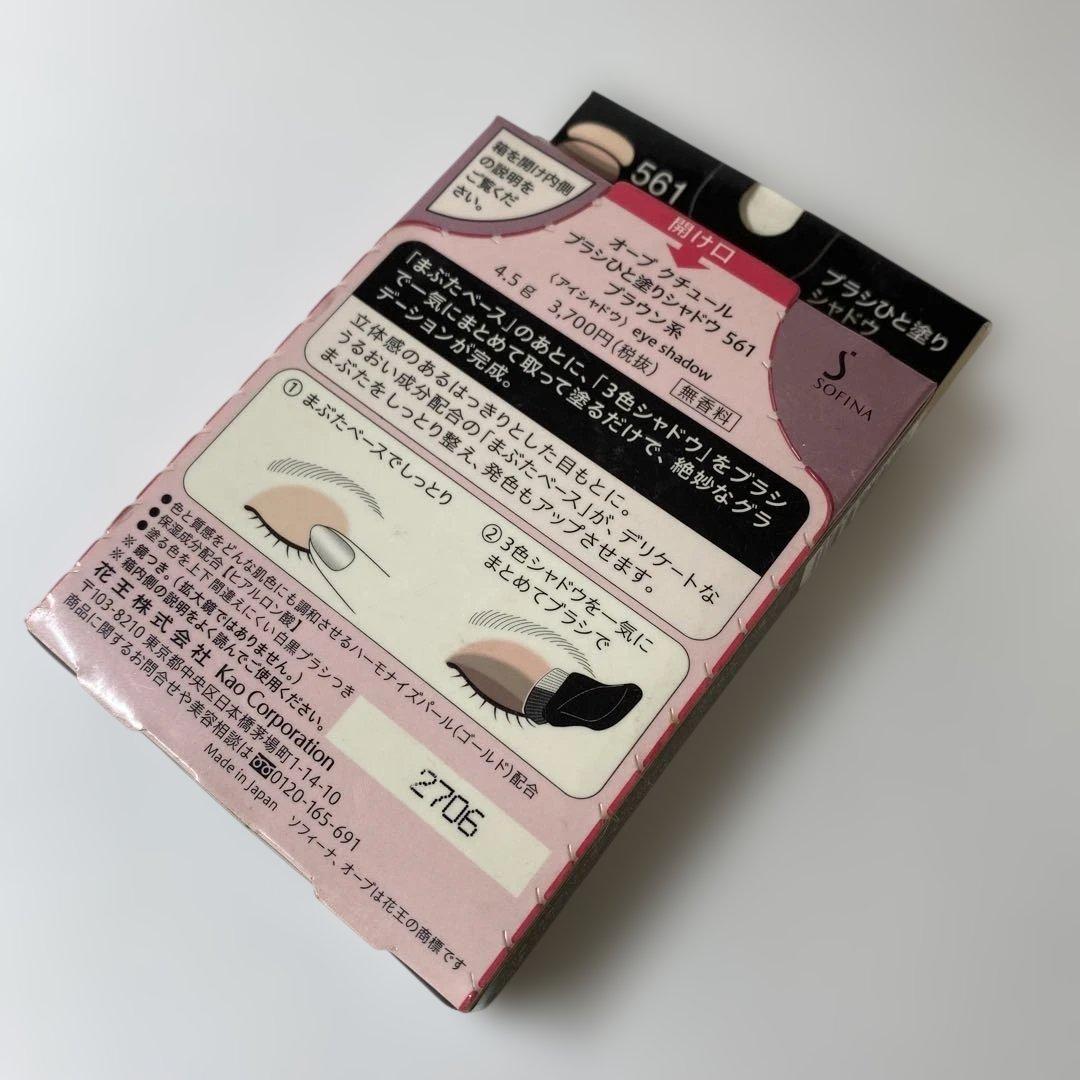 561
ブラシひと塗り
シャドウ
箱を開け内側
の説明を
ご覧くだ
さい。
開け口
オーブ クチュール
ブラシひと塗りシャドウ 561
ブラウン系
〈アイシャドウ〉 eye shadow
4.5g 3,700円(税抜) 無香料
SOFINA
「まぶたベース」のあとに、「3色シャドウ」をブラシ
で一気にまとめて取って塗るだけで、絶妙なグラ
デーションが完成。
立体感のあるはっきりとした目もとに。
うるおい成分配合の「まぶたベース」が、デリケートな
まぶたをしっとり整え、発色もアップさせます。
① まぶたベースでしっとり
② 3色シャドウを一気に
まとめてブラシで
●色と質感をどんな肌色にも調和させるハーモナイズパール(ゴールド)配合
●保湿成分配合【ヒアルロン酸】
●塗る色を上下間違えにくい白黒ブラシつき
※鏡つき。(拡大鏡ではありません。)
※箱内側の説明をよく読んでご使用ください。
花王株式会社 Kao Corporation
〒103-8210 東京都中央区日本橋茅場町1-14-10
商品に関するお問合せや美容相談は 0120-165-691
Made in Japan ソフィーナ、オーブは花王の商標です
2706